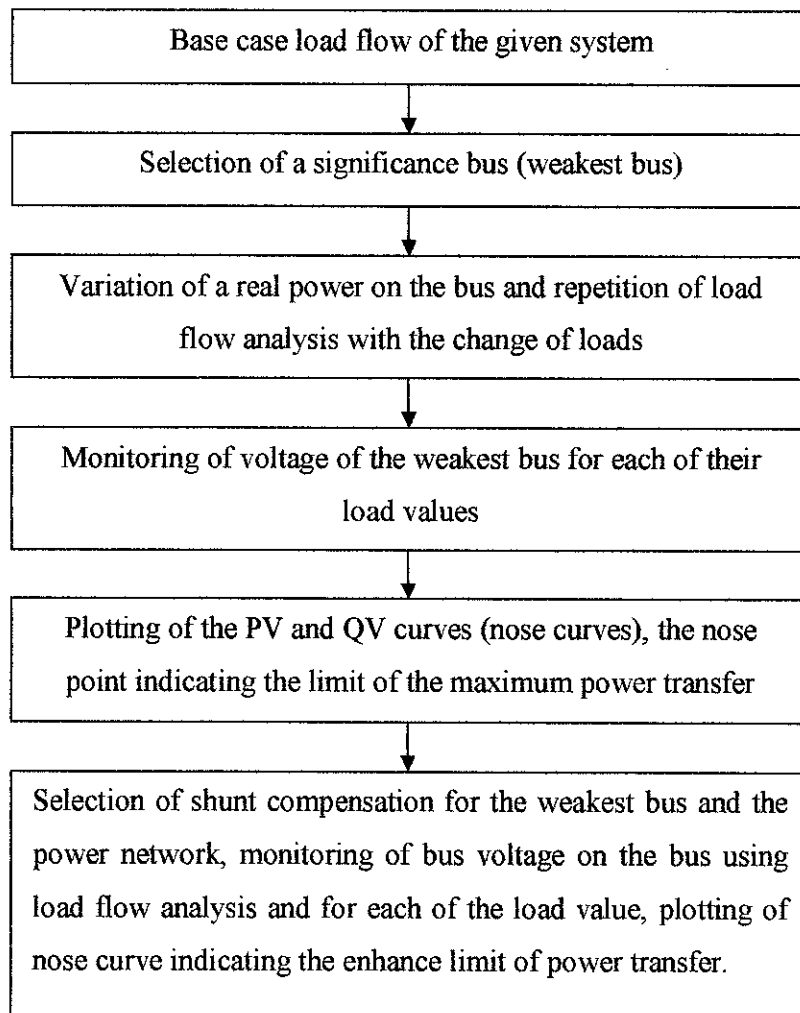 Base case load flow of the given system
Selection of a significance bus (weakest bus)
Variation of a real power on the bus and repetition of load
flow analysis with the change of loads
Monitoring of voltage of the weakest bus for each of their
load values
Plotting of the PV and QV curves (nose curves), the nose
point indicating the limit of the maximum power transfer
Selection of shunt compensation for the weakest bus and the
power network, monitoring of bus voltage on the bus using
load flow analysis and for each of the load value, plotting of
nose curve indicating the enhance limit of power transfer.